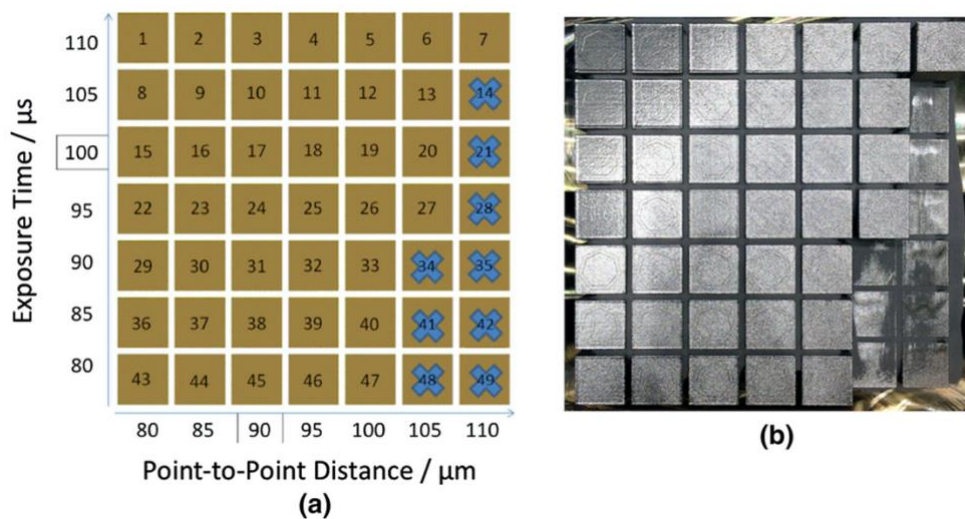 110 1 2 3 4 5 6 7
105 8 9 10 11 12 13 14
100 15 16 17 18 19 20 21
95 22 23 24 25 26 27 28
90 29 30 31 32 33 34 35
85 36 37 38 39 40 41 42
80 43 44 45 46 47 48 49
Exposure Time / µs
80 85 90 95 100 105 110
Point-to-Point Distance / µm
(a)
(b)